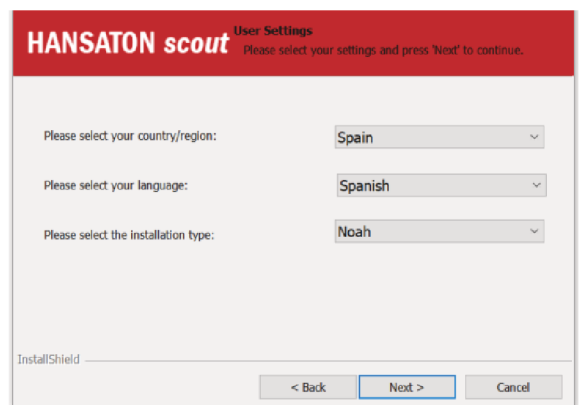 HANSATON scout
User Settings
Please select your settings and press 'Next' to continue.
Please select your country/region:
Spain
Please select your language:
Spanish
Please select the installation type:
Noah
InstallShield
< Back
Next >
Cancel